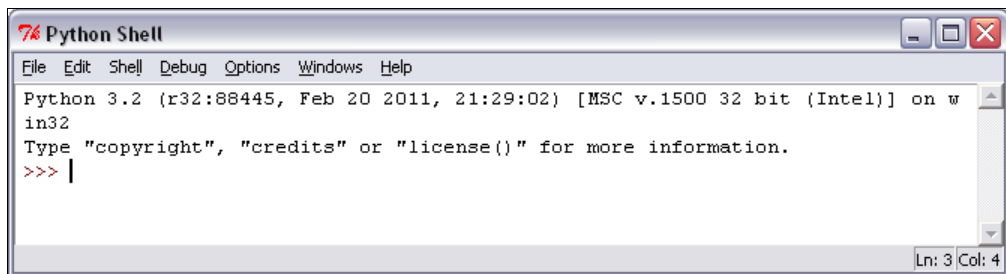 Python Shell
File Edit Shell Debug Options Windows Help
Python 3.2 (r32:88445, Feb 20 2011, 21:29:02) [MSC v.1500 32 bit (Intel)] on w
in32
Type "copyright", "credits" or "license()" for more information.
>>>
Ln: 3 Col: 4